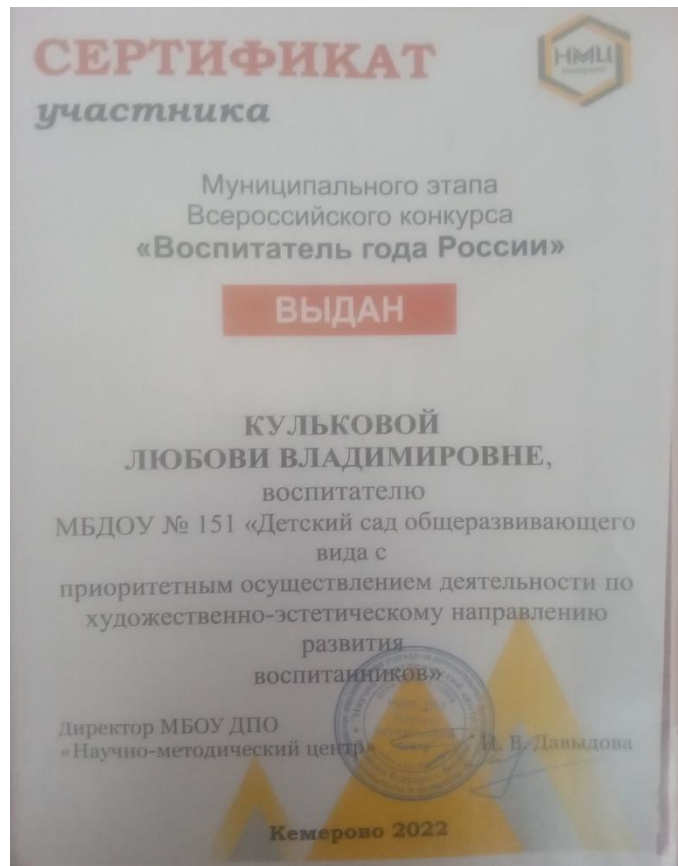 СЕРТИФИКАТ
участника
НМЦ
Муниципального этапа
Всероссийского конкурса
«Воспитатель года России»
ВЫДАН
КУЛЬКОВОЙ
ЛЮБОВИ ВЛАДИМИРОВНЕ,
воспитателю
МБДОУ № 151 «Детский сад общеразвивающего
вида с
приоритетным осуществлением деятельности по
художественно-эстетическому направлению
развития
воспитанников»
Директор МБОУ ДПО
«Научно-методический центр»
И. В. Давыдова
Кемерово 2022